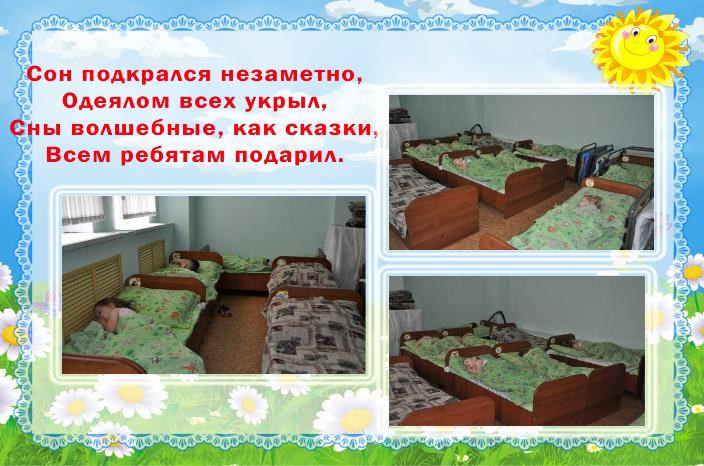 Сон подкрался незаметно,
Одеялом всех укрыл,
Сны волшебные, как сказки,
Всем ребятам подарил.